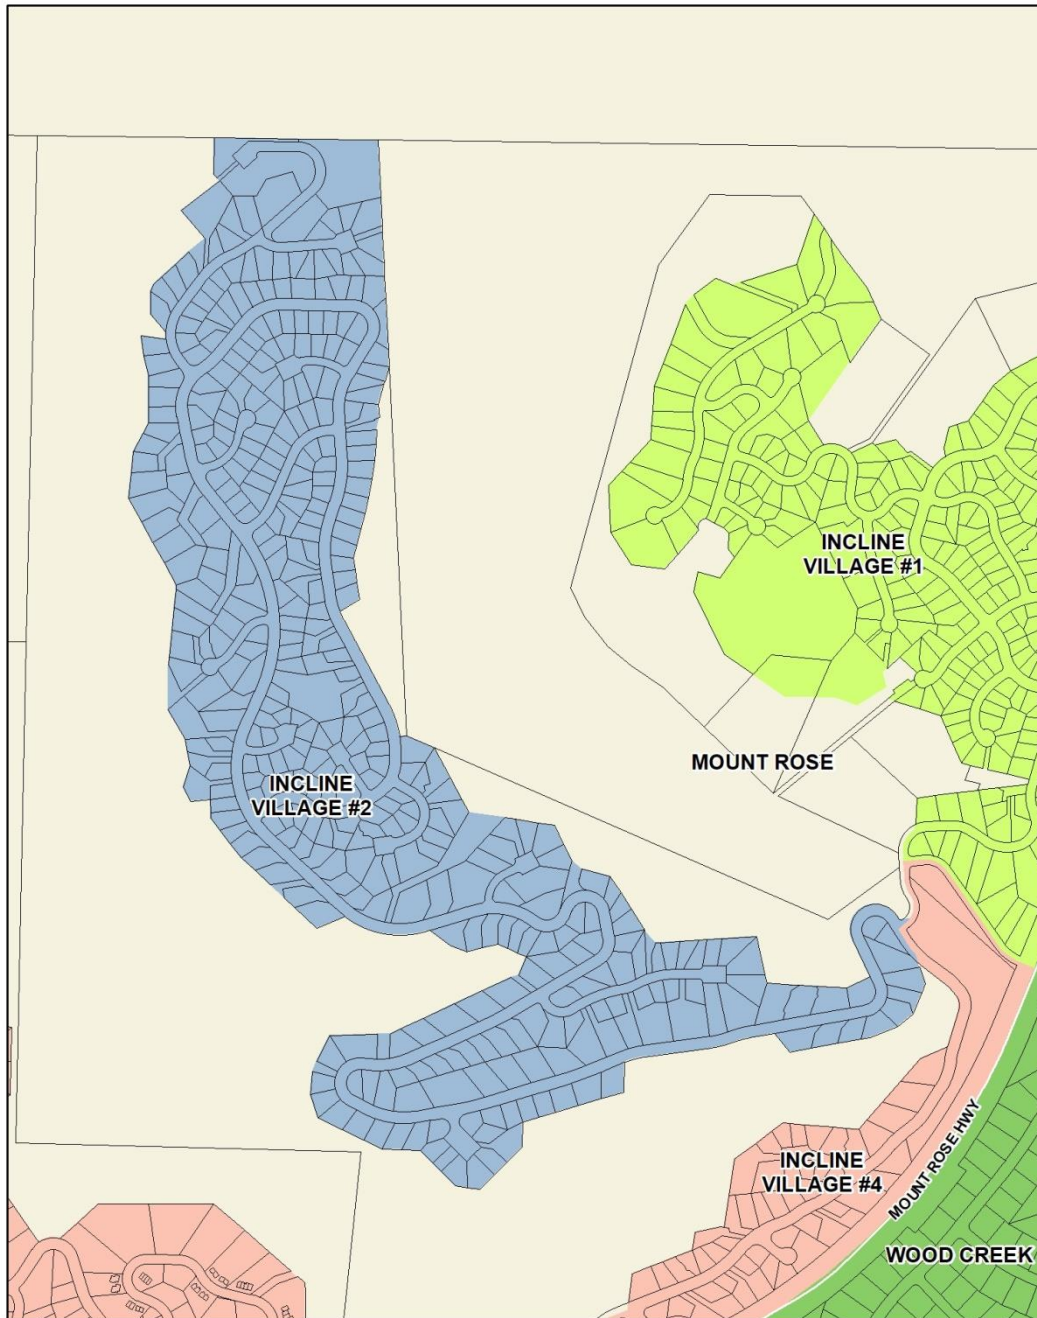 INCLINE
VILLAGE #1
MOUNT ROSE
INCLINE
VILLAGE #2
MOUNT ROSE HWY
INCLINE
VILLAGE #4
WOOD CREEK